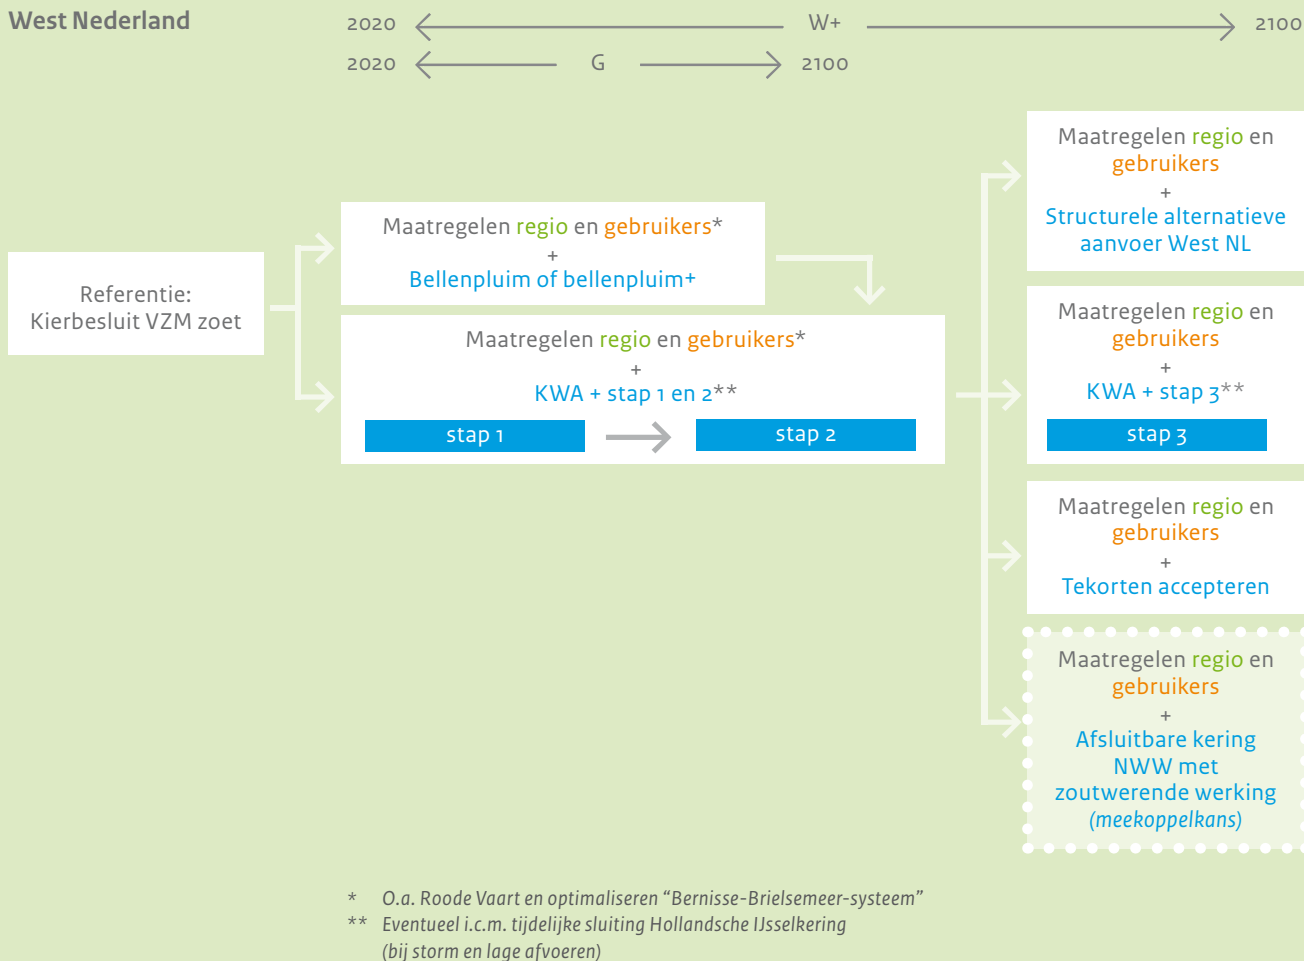 West Nederland
2020 W+ 2100
2020 G 2100
Referentie:
Kierbesluit VZM zoet
Maatregelen regio en gebruikers*
+
Bellenpluim of bellenpluim+
Maatregelen regio en gebruikers*
+
KWA + stap 1 en 2**
stap 1 stap 2
Maatregelen regio en
gebruikers
+
Structurele alternatieve
aanvoer West NL
Maatregelen regio en
gebruikers
+
KWA + stap 3**
stap 3
Maatregelen regio en
gebruikers
+
Tekorten accepteren
Maatregelen regio en
gebruikers
+
Afsluitbare kering
NWW met
zoutwerende werking
(meekoppelkans)
* O.a. Roode Vaart en optimaliseren “Bernisse-Brielsemeer-systeem”
** Eventueel i.c.m. tijdelijke sluiting Hollandsche IJsselkering
(bij storm en lage afvoeren)